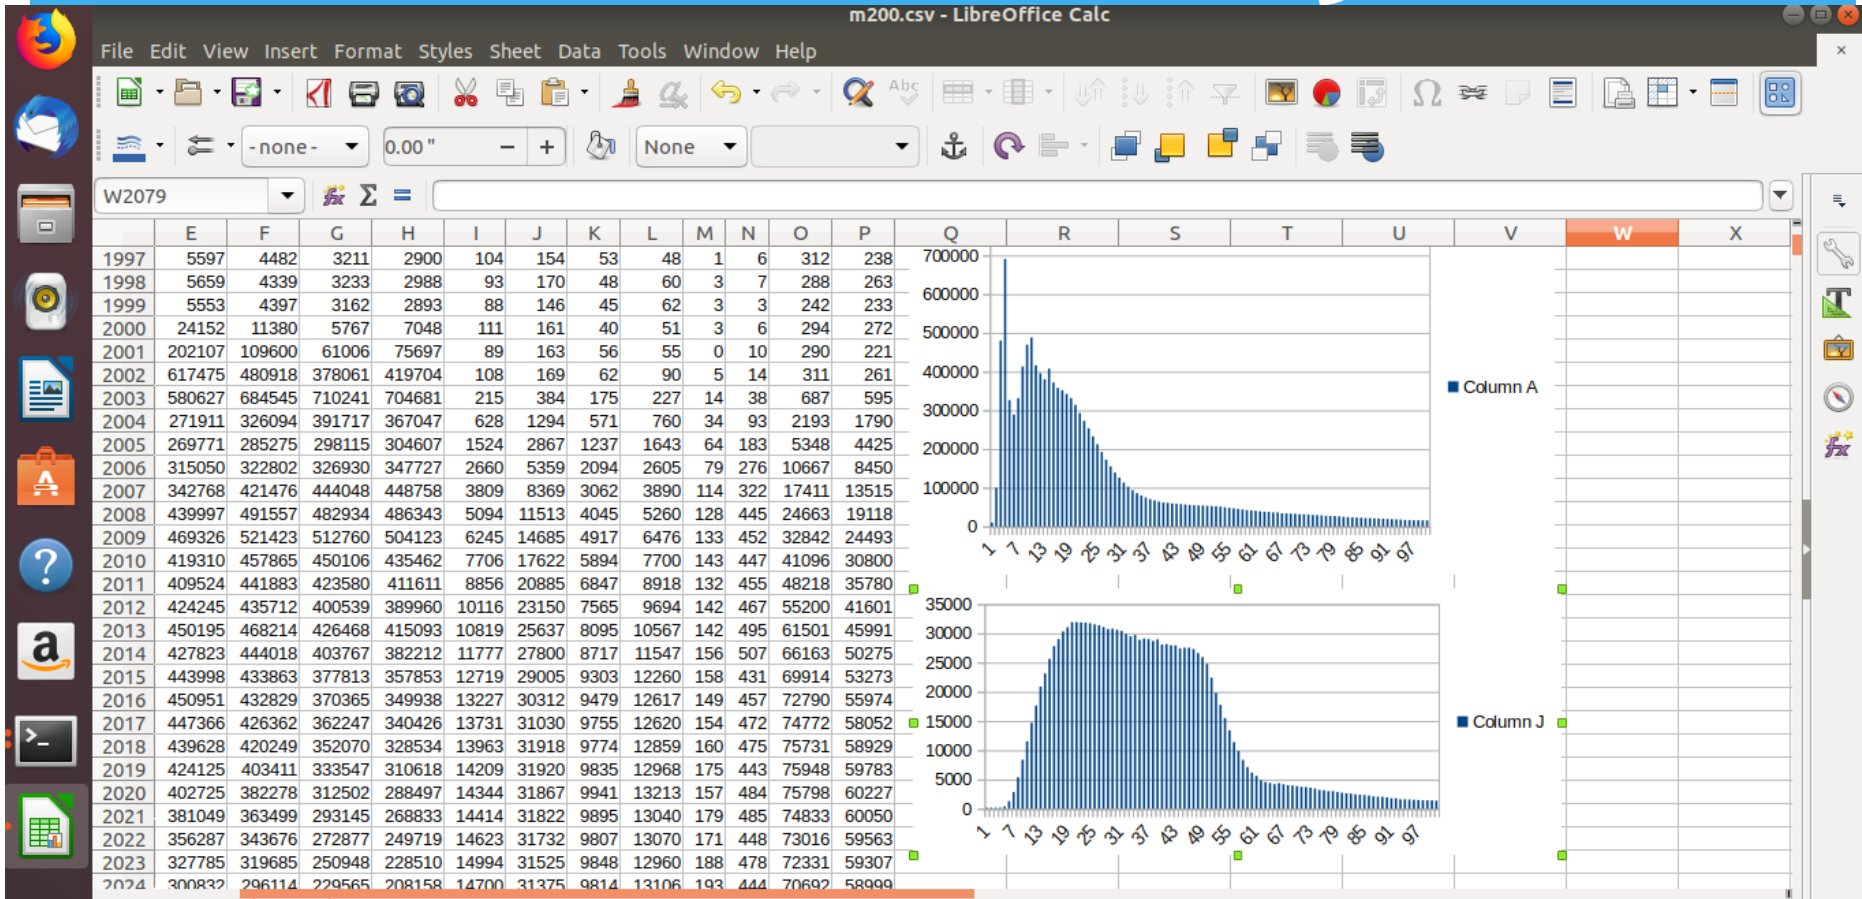 m200.csv - LibreOffice Calc
File Edit View Insert Format Styles Sheet Data Tools Window Help
Abc
- none - 0.00 " − + None
W2079 fx Σ =
E F G H I J K L M N O P Q R S T U V W X
1997 5597 4482 3211 2900 104 154 53 48 1 6 312 238
1998 5659 4339 3233 2988 93 170 48 60 3 7 288 263
1999 5553 4397 3162 2893 88 146 45 62 3 3 242 233
2000 24152 11380 5767 7048 111 161 40 51 3 6 294 272
2001 202107 109600 61006 75697 89 163 56 55 0 10 290 221
2002 617475 480918 378061 419704 108 169 62 90 5 14 311 261
2003 580627 684545 710241 704681 215 384 175 227 14 38 687 595
2004 271911 326094 391717 367047 628 1294 571 760 34 93 2193 1790
2005 269771 285275 298115 304607 1524 2867 1237 1643 64 183 5348 4425
2006 315050 322802 326930 347727 2660 5359 2094 2605 79 276 10667 8450
2007 342768 421476 444048 448758 3809 8369 3062 3890 114 322 17411 13515
2008 439997 491557 482934 486343 5094 11513 4045 5260 128 445 24663 19118
2009 469326 521423 512760 504123 6245 14685 4917 6476 133 452 32842 24493
2010 419310 457865 450106 435462 7706 17622 5894 7700 143 447 41096 30800
2011 409524 441883 423580 411611 8856 20885 6847 8918 132 455 48218 35780
2012 424245 435712 400539 389960 10116 23150 7565 9694 142 467 55200 41601
2013 450195 468214 426468 415093 10819 25637 8095 10567 142 495 61501 45991
2014 427823 444018 403767 382212 11777 27800 8717 11547 156 507 66163 50275
2015 443998 433863 377813 357853 12719 29005 9303 12260 158 431 69914 53273
2016 450951 432829 370365 349938 13227 30312 9479 12617 149 457 72790 55974
2017 447366 426362 362247 340426 13731 31030 9755 12620 154 472 74772 58052
2018 439628 420249 352070 328534 13963 31918 9774 12859 160 475 75731 58929
2019 424125 403411 333547 310618 14209 31920 9835 12968 175 443 75948 59783
2020 402725 382278 312502 288497 14344 31867 9941 13213 157 484 75798 60227
2021 381049 363499 293145 268833 14414 31822 9895 13040 179 485 74833 60050
2022 356287 343676 272877 249719 14623 31732 9807 13070 171 448 73016 59563
2023 327785 319685 250948 228510 14994 31525 9848 12960 188 478 72331 59307
2024 300832 296114 229565 208158 14700 31375 9814 13106 193 444 70692 58999
700000
600000
500000
400000
300000
200000
100000
0
1 7 13 19 25 31 37 43 49 55 61 67 73 79 85 91 97
Column A
35000
30000
25000
20000
15000
10000
5000
0
1 7 13 19 25 31 37 43 49 55 61 67 73 79 85 91 97
Column J